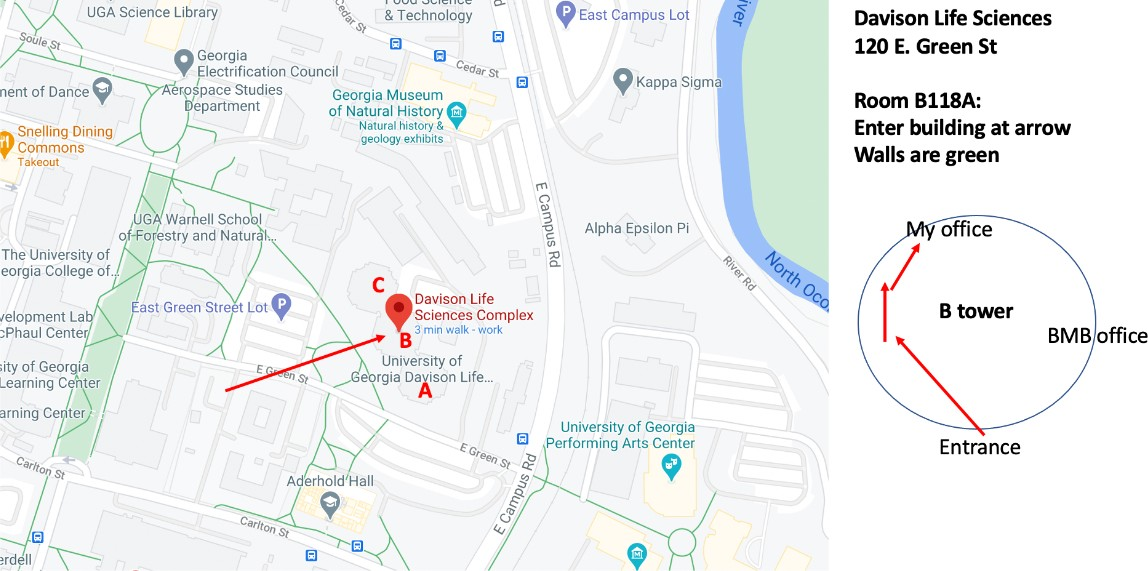 UGA Science Library
Food Science
& Technology
East Campus Lot
Cedar St
E Rd
Soule St
Georgia
Electrification Council
Aerospace Studies
Department
Cedar St
ment of Dance
Kappa Sigma
Georgia Museum
of Natural History
Natural history &
geology exhibits
Snelling Dining
Commons
Takeout
E Campus Rd
UGA Warnell School
of Forestry and Natural...
Alpha Epsilon Pi
The University of
eorgia College of...
River Rd
North Oco
C
East Green Street Lot
Davison Life
Sciences Complex
3 min walk - work
B
velopment Lab
cPhaul Center
University of
Georgia Davison Life...
A
sity of Georgia
Learning Center
E Green St
arning Center
University of Georgia
Performing Arts Center
E Green St
Carlton St
Aderhold Hall
E Campus Rd
Carlton St
erdell
iver
Davison Life Sciences
120 E. Green St
Room B118A:
Enter building at arrow
Walls are green
My office
B tower
BMB office
Entrance